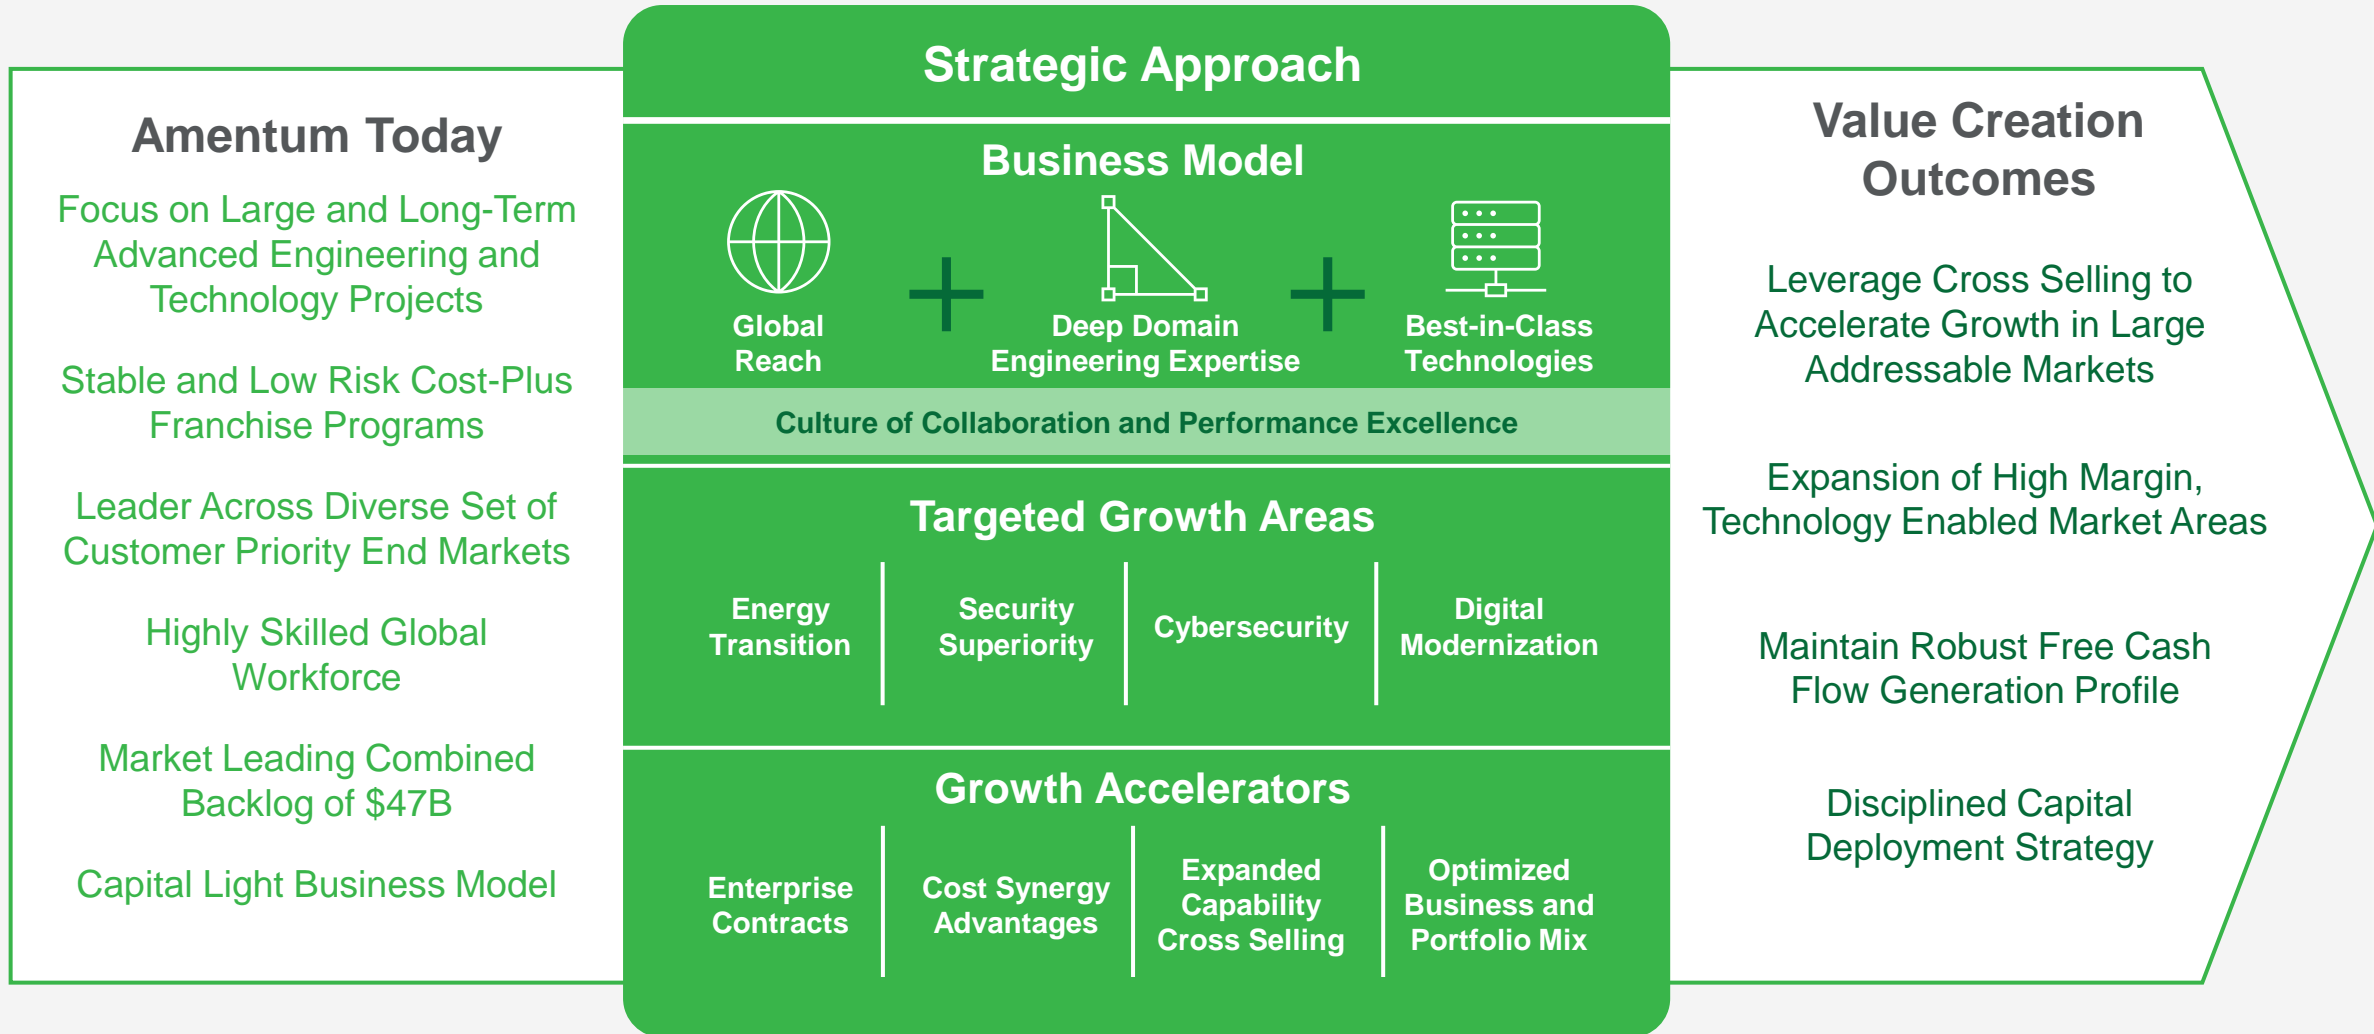 Amentum Today
Focus on Large and Long-Term
Advanced Engineering and
Technology Projects
Stable and Low Risk Cost-Plus
Franchise Programs
Leader Across Diverse Set of
Customer Priority End Markets
Highly Skilled Global
Workforce
Market Leading Combined
Backlog of $47B
Capital Light Business Model
Strategic Approach
Business Model
Global
Reach
Deep Domain
Engineering Expertise
Best-in-Class
Technologies
Culture of Collaboration and Performance Excellence
Targeted Growth Areas
Energy
Transition
Security
Superiority
Cybersecurity
Digital
Modernization
Growth Accelerators
Enterprise
Contracts
Cost Synergy
Advantages
Expanded
Capability
Cross Selling
Optimized
Business and
Portfolio Mix
Value Creation
Outcomes
Leverage Cross Selling to
Accelerate Growth in Large
Addressable Markets
Expansion of High Margin,
Technology Enabled Market Areas
Maintain Robust Free Cash
Flow Generation Profile
Disciplined Capital
Deployment Strategy